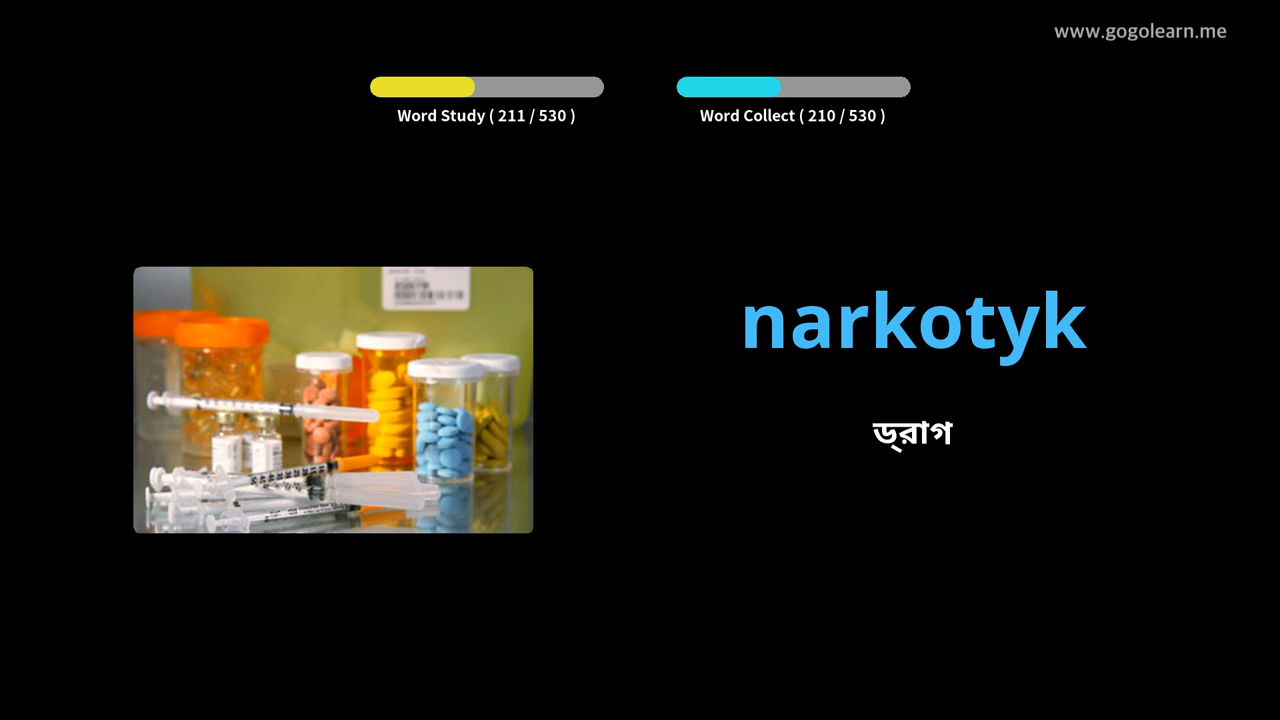 www.gogolearn.me
Word Study ( 211 / 530 )
Word Collect ( 210 / 530 )
narkotyk
ড্রাগ